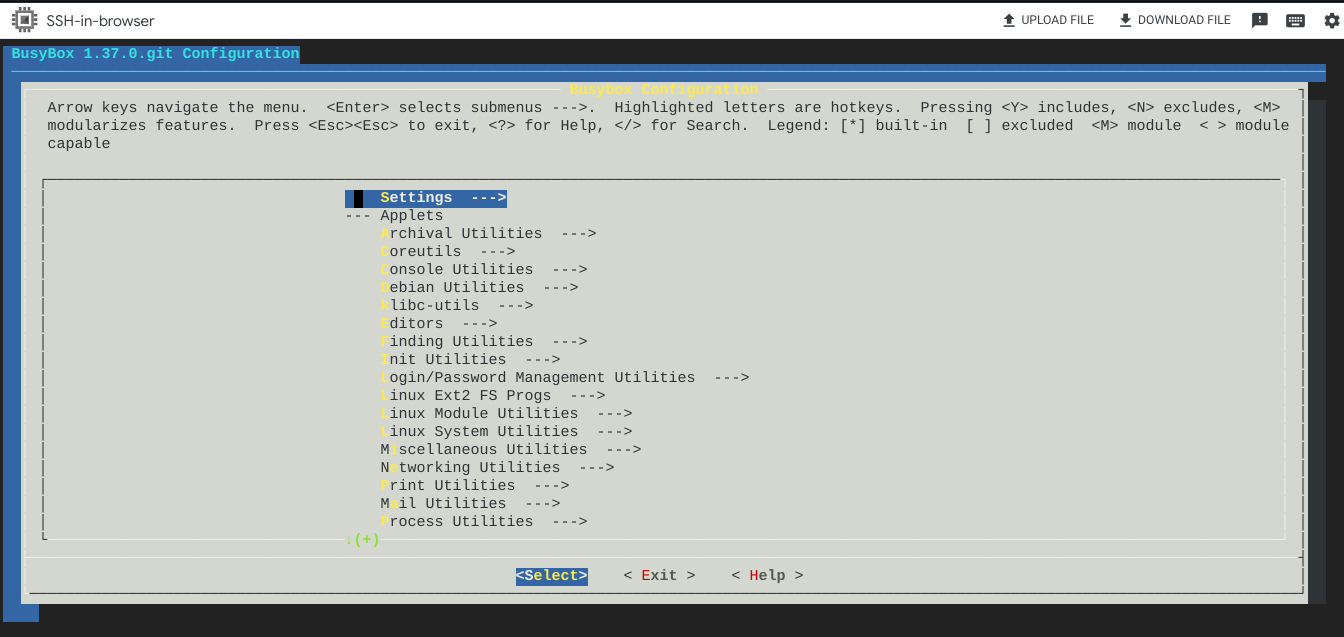 SSH-in-browser UPLOAD FILE DOWNLOAD FILE
BusyBox 1.37.0.git Configuration
Busybox Configuration
Arrow keys navigate the menu.  <Enter> selects submenus --->.  Highlighted letters are hotkeys.  Pressing <Y> includes, <N> excludes, <M>
modularizes features.  Press <Esc><Esc> to exit, <?> for Help, </> for Search.  Legend: [*] built-in  [ ] excluded  <M> module  < > module
capable
Settings  --->
--- Applets
Archival Utilities  --->
Coreutils  --->
Console Utilities  --->
Debian Utilities  --->
klibc-utils  --->
Editors  --->
Finding Utilities  --->
Init Utilities  --->
Login/Password Management Utilities  --->
Linux Ext2 FS Progs  --->
Linux Module Utilities  --->
Linux System Utilities  --->
Miscellaneous Utilities  --->
Networking Utilities  --->
Print Utilities  --->
Mail Utilities  --->
Process Utilities  --->
↓(+)
<Select>    < Exit >    < Help >